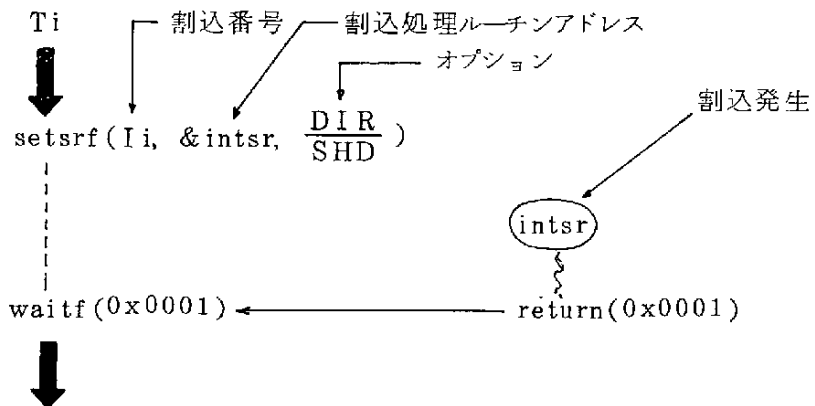 Ti
割込番号
割込処理ルーチンアドレス
オプション
割込発生
setsrf(Ii, &intsr, DIR
SHD)
intsr
waitf(0x0001)
return(0x0001)